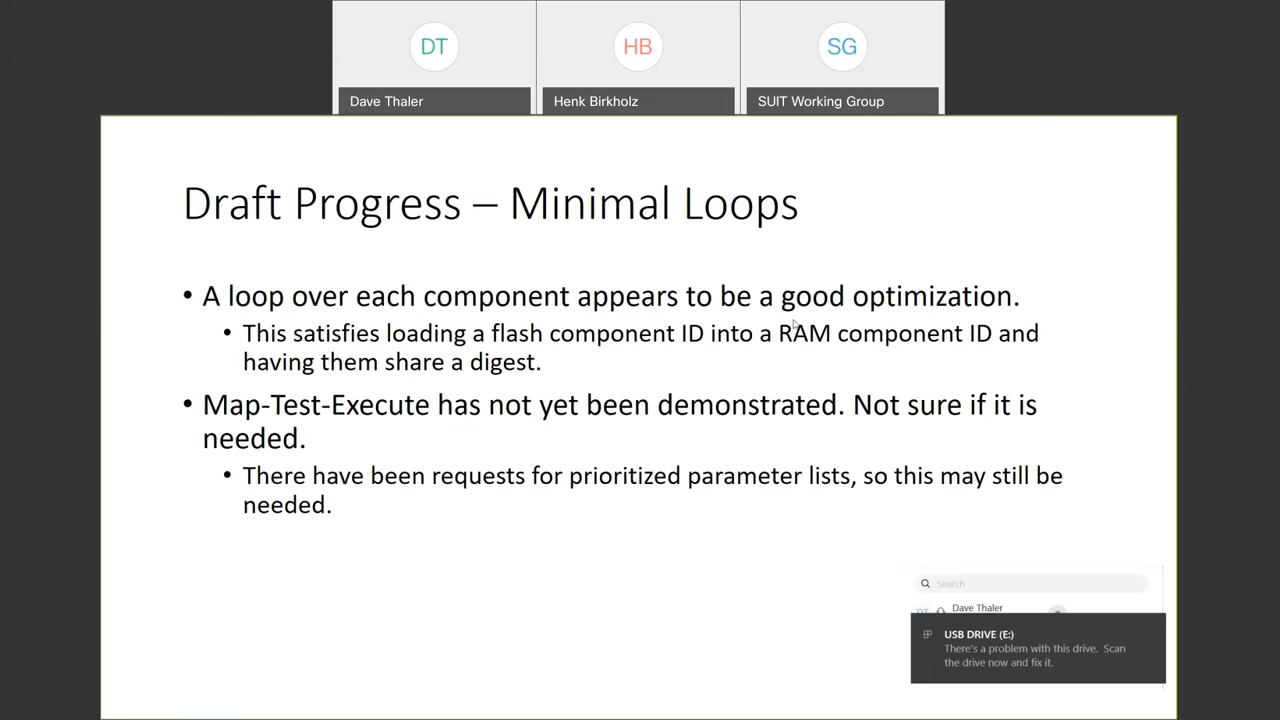 DT
HB
SG
Dave Thaler
Henk Birkholz
SUIT Working Group
Draft Progress – Minimal Loops
• A loop over each component appears to be a good optimization.
• This satisfies loading a flash component ID into a RAM component ID and
having them share a digest.
• Map-Test-Execute has not yet been demonstrated. Not sure if it is
needed.
• There have been requests for prioritized parameter lists, so this may still be
needed.
Search
DT Dave Thaler
USB DRIVE (E:)
There's a problem with this drive. Scan
the drive now and fix it.